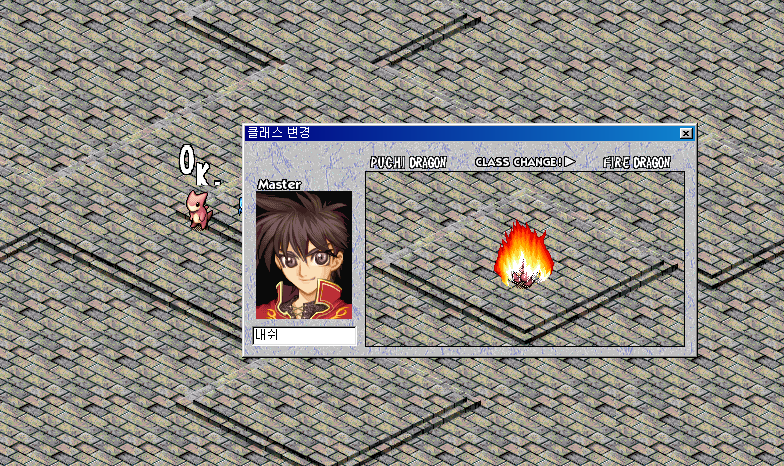 클래스 변경
PUCHI DRAGON CLASS CHANGE! FIRE DRAGON
OK.
Master
내쉬